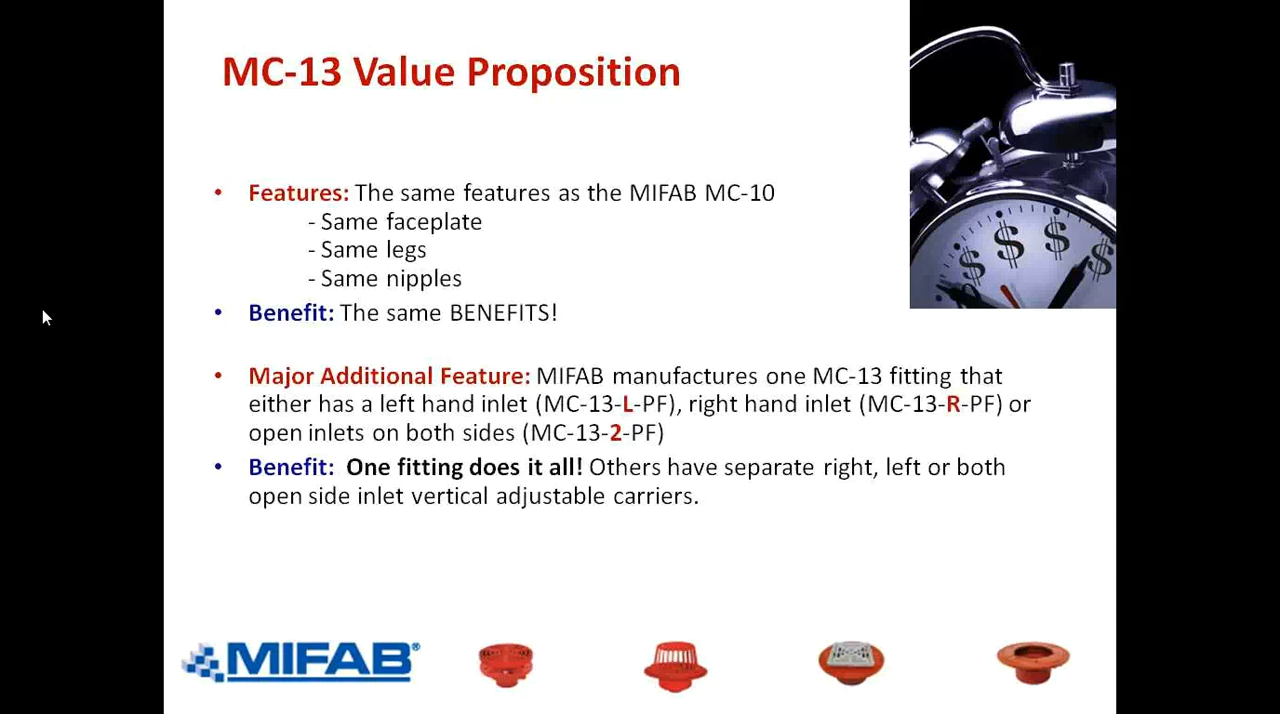 MC-13 Value Proposition
• Features: The same features as the MIFAB MC-10
- Same faceplate
- Same legs
- Same nipples
• Benefit: The same BENEFITS!
• Major Additional Feature: MIFAB manufactures one MC-13 fitting that
either has a left hand inlet (MC-13-L-PF), right hand inlet (MC-13-R-PF) or
open inlets on both sides (MC-13-2-PF)
• Benefit: One fitting does it all! Others have separate right, left or both
open side inlet vertical adjustable carriers.
$ $ $ $
MIFAB®